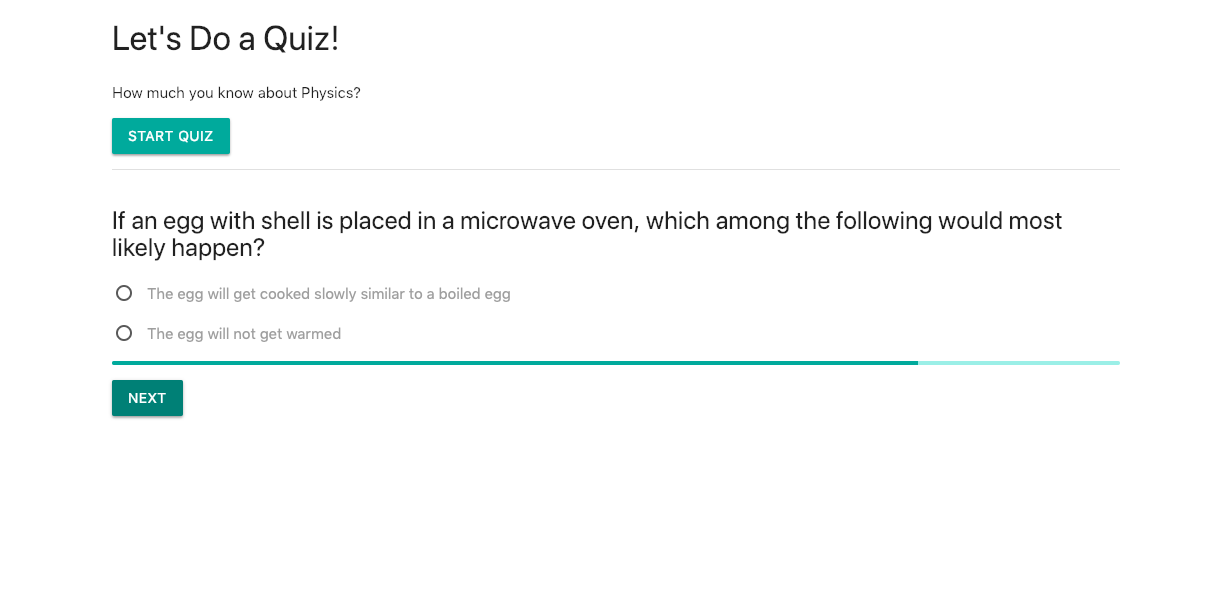 Let's Do a Quiz!
How much you know about Physics?
START QUIZ
If an egg with shell is placed in a microwave oven, which among the following would most
likely happen?
The egg will get cooked slowly similar to a boiled egg
The egg will not get warmed
NEXT